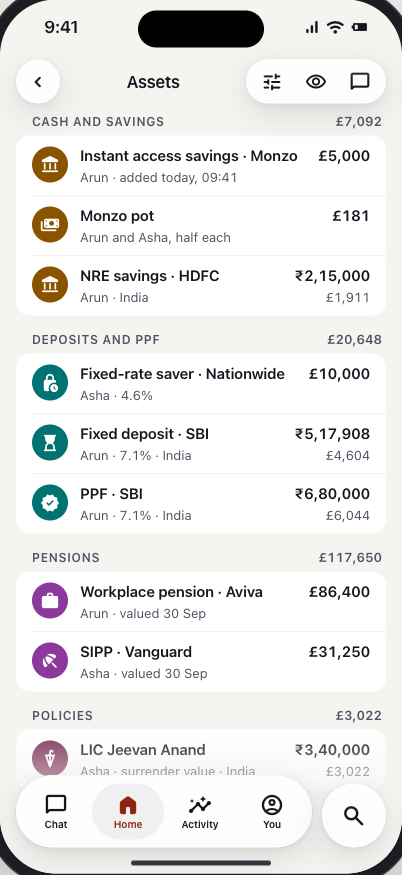 9:41
Assets
CASH AND SAVINGS £7,092
Instant access savings · Monzo £5,000
Arun · added today, 09:41
Monzo pot £181
Arun and Asha, half each
NRE savings · HDFC ₹2,15,000
Arun · India £1,911
DEPOSITS AND PPF £20,648
Fixed-rate saver · Nationwide £10,000
Asha · 4.6%
Fixed deposit · SBI ₹5,17,908
Arun · 7.1% · India £4,604
PPF · SBI ₹6,80,000
Arun · 7.1% · India £6,044
PENSIONS £117,650
Workplace pension · Aviva £86,400
Arun · valued 30 Sep
SIPP · Vanguard £31,250
Asha · valued 30 Sep
POLICIES £3,022
LIC Jeevan Anand ₹3,40,000
Asha · surrender value · India £3,022
Chat Home Activity You